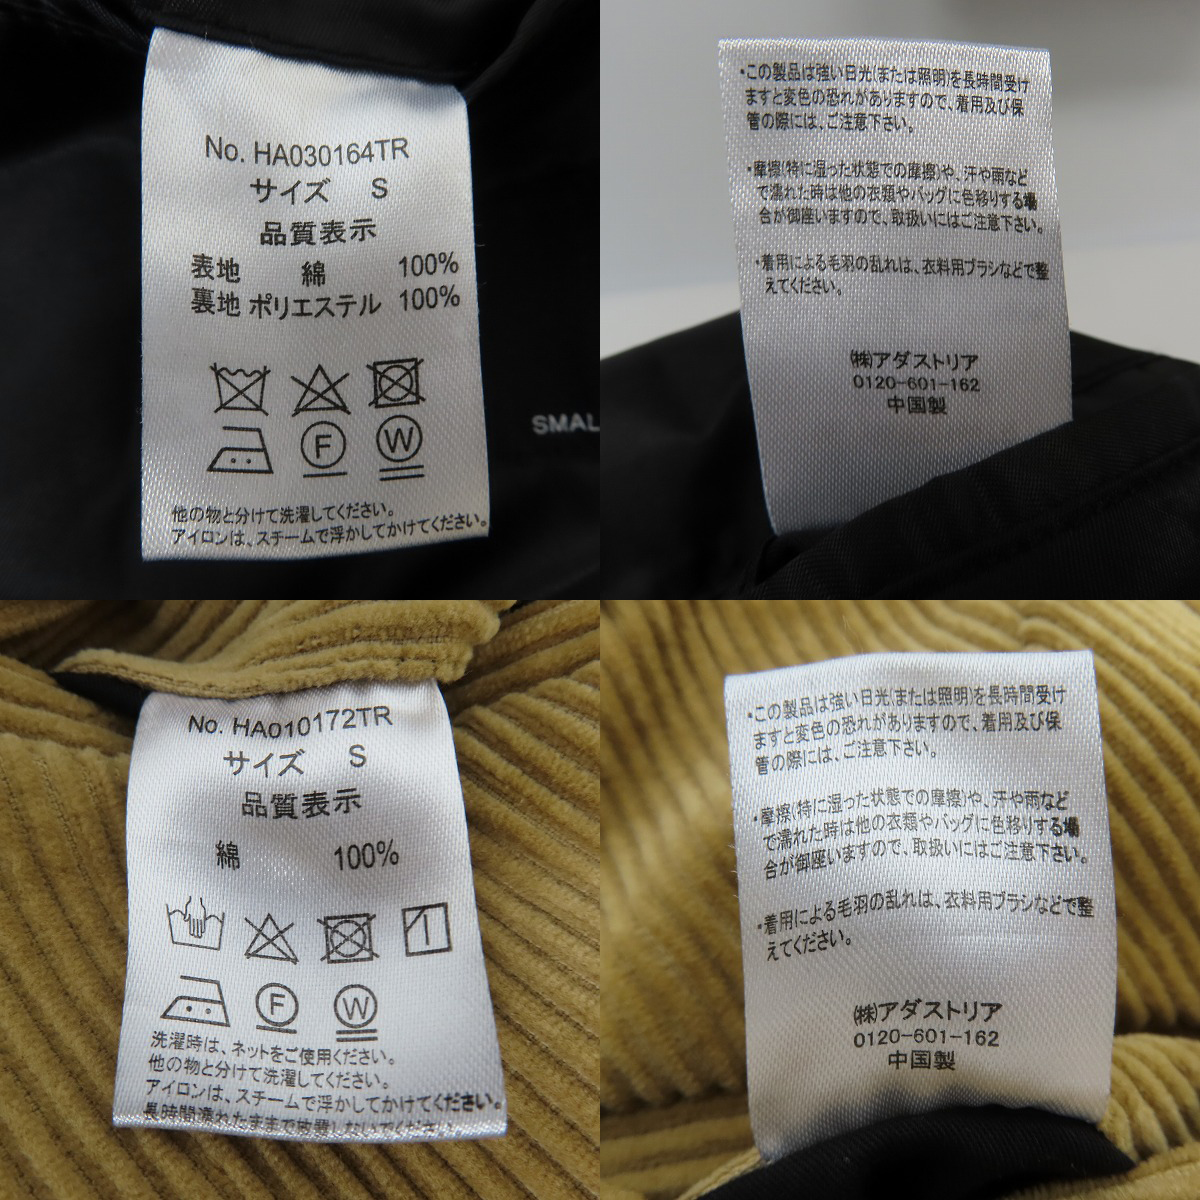 No. HA030164TR
サイズ S
品質表示
表地 綿 100%
裏地 ポリエステル 100%
F W
他の物と分けて洗濯してください。
アイロンは、スチームで浮かしてかけてください。
SMAL
・この製品は強い日光(または照明)を長時間受け
ますと変色の恐れがありますので、着用及び保
管の際には、ご注意下さい。
・摩擦(特に湿った状態での摩擦)や、汗や雨など
で濡れた時は他の衣類やバッグに色移りする場
合が御座いますので、取扱いにはご注意下さい。
・着用による毛羽の乱れは、衣料用ブラシなどで整
えてください。
㈱アダストリア
0120-601-162
中国製
No. HA010172TR
サイズ S
品質表示
綿 100%
F W
洗濯時は、ネットをご使用ください。
他の物と分けて洗濯してください。
アイロンは、スチームで浮かしてかけてください。
長時間濡れたままで放置しないでください
・この製品は強い日光(または照明)を長時間受け
ますと変色の恐れがありますので、着用及び保
管の際には、ご注意下さい。
・摩擦(特に湿った状態での摩擦)や、汗や雨など
で濡れた時は他の衣類やバッグに色移りする場
合が御座いますので、取扱いにはご注意下さい。
・着用による毛羽の乱れは、衣料用ブラシなどで整
えてください。
㈱アダストリア
0120-601-162
中国製